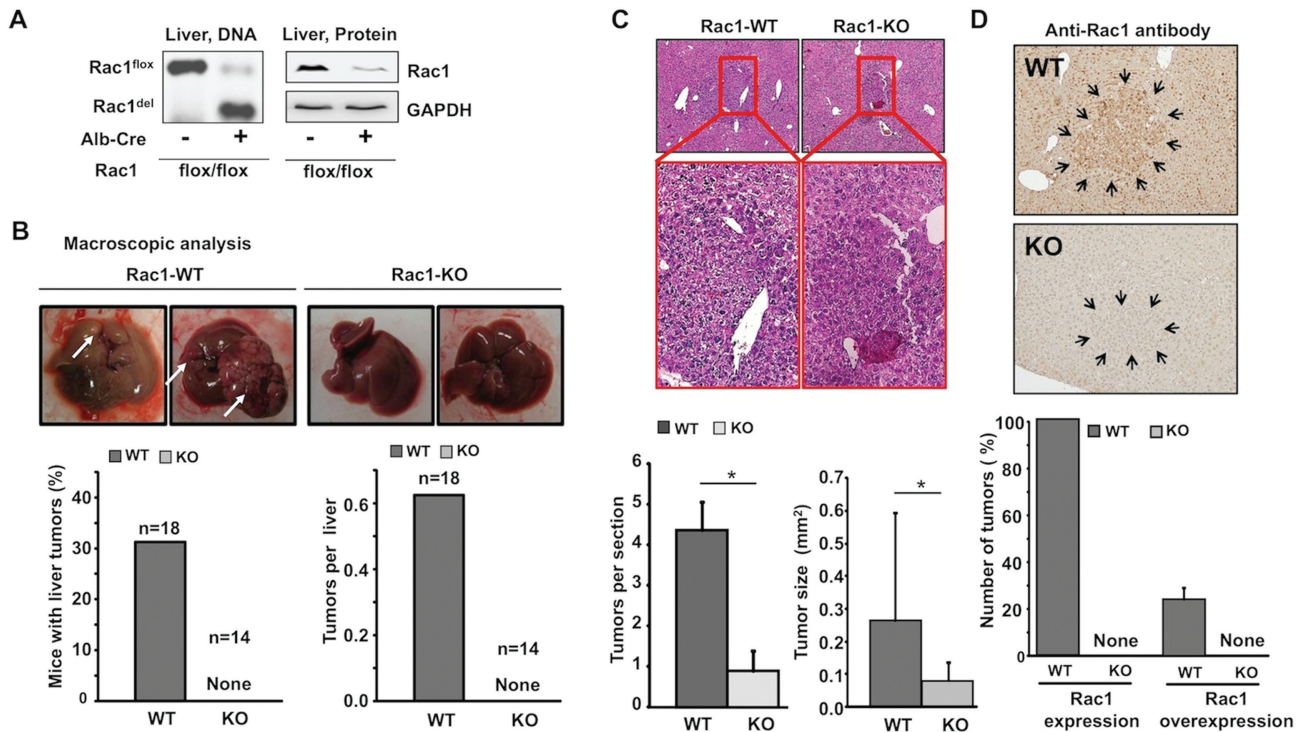 A
Liver, DNA
Liver, Protein
Rac1flox
Rac1
Rac1del
GAPDH
Alb-Cre
- +
- +
Rac1
flox/flox
flox/flox
B
Macroscopic analysis
Rac1-WT
Rac1-KO
WT KO
Mice with liver tumors (%)
40
30
20
10
0
n=18
n=14
None
WT KO
WT KO
Tumors per liver
0.6
0.4
0.2
0.0
n=18
n=14
None
WT KO
C
Rac1-WT
Rac1-KO
WT KO
Tumors per section
6
5
4
3
2
1
0
*
WT KO
Tumor size (mm2)
0.7
0.6
0.5
0.4
0.3
0.2
0.1
0.0
*
WT KO
D
Anti-Rac1 antibody
WT
KO
WT KO
Number of tumors ( %)
100
80
60
40
20
0
None
None
WT KO
WT KO
Rac1
expression
Rac1
overexpression